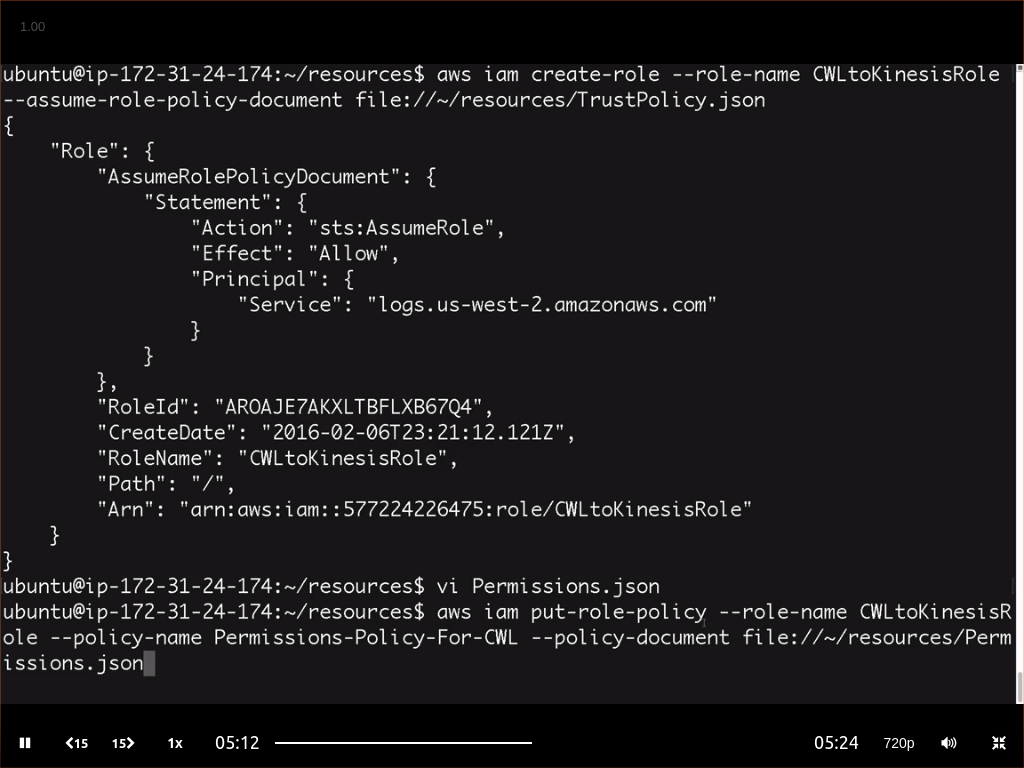 1.00
ubuntu@ip-172-31-24-174:~/resources$ aws iam create-role --role-name CWLtoKinesisRole
--assume-role-policy-document file://~/resources/TrustPolicy.json
{
    "Role": {
        "AssumeRolePolicyDocument": {
            "Statement": {
                "Action": "sts:AssumeRole",
                "Effect": "Allow",
                "Principal": {
                    "Service": "logs.us-west-2.amazonaws.com"
                }
            }
        },
        "RoleId": "AROAJE7AKXLTBFLXB67Q4",
        "CreateDate": "2016-02-06T23:21:12.121Z",
        "RoleName": "CWLtoKinesisRole",
        "Path": "/",
        "Arn": "arn:aws:iam::577224226475:role/CWLtoKinesisRole"
    }
}
ubuntu@ip-172-31-24-174:~/resources$ vi Permissions.json
ubuntu@ip-172-31-24-174:~/resources$ aws iam put-role-policy --role-name CWLtoKinesisR
ole --policy-name Permissions-Policy-For-CWL --policy-document file://~/resources/Perm
issions.json
15 15 1x 05:12 05:24 720p